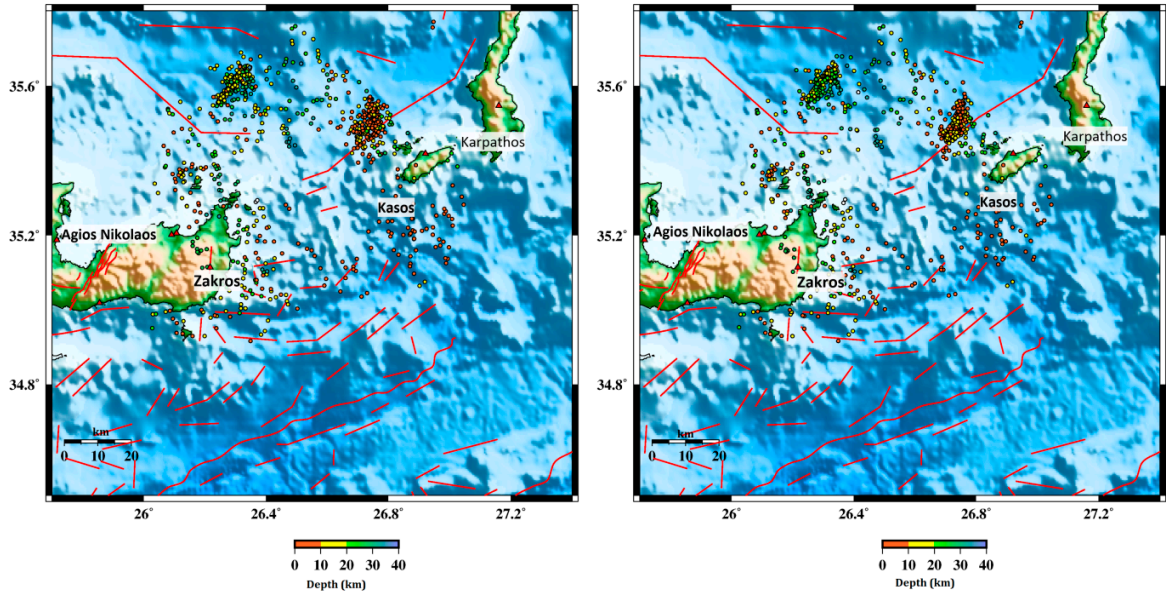 35.6°
35.2°
34.8°
Karpathos
Kasos
Agios Nikolaos
Zakros
km
0 10 20
26 26.4 26.8 27.2
0 10 20 30 40
Depth (km)
Karpathos
Kasos
Agios Nikolaos
Zakros
35.6°
35.2°
34.8°
km
0 10 20
26 26.4 26.8 27.2
0 10 20 30 40
Depth (km)